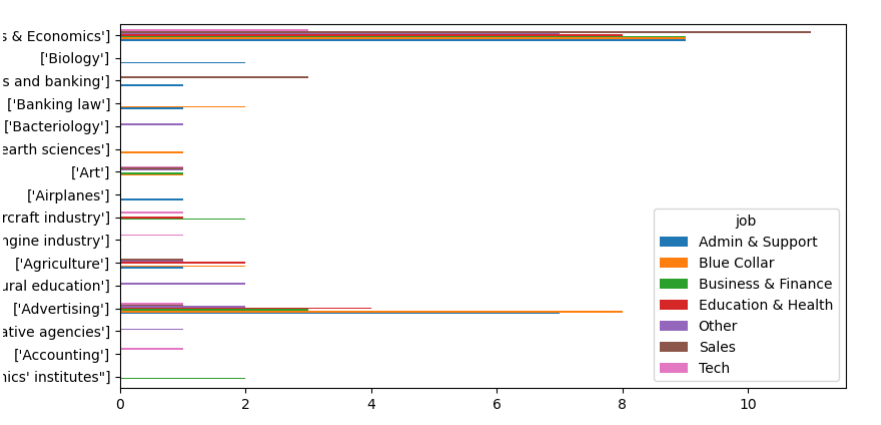 s & Economics']
['Biology']
s and banking']
['Banking law']
['Bacteriology']
earth sciences']
['Art']
['Airplanes']
rcraft industry']
ngine industry']
['Agriculture']
ural education']
['Advertising']
ative agencies']
['Accounting']
nics' institutes"]
0 2 4 6 8 10
job
Admin & Support
Blue Collar
Business & Finance
Education & Health
Other
Sales
Tech